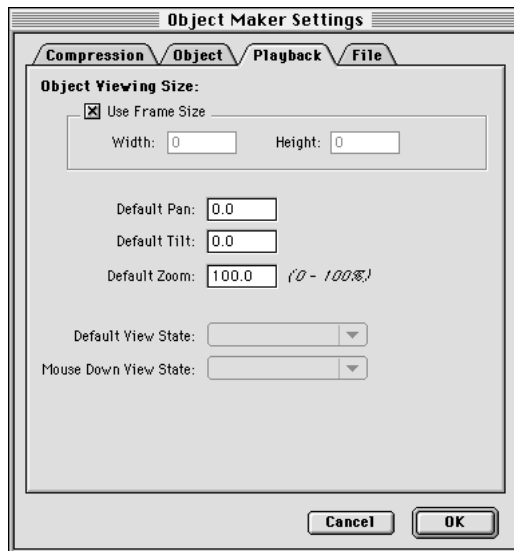 Object Maker Settings
Compression Object Playback File
Object Viewing Size:
Use Frame Size
Width: 0 Height: 0
Default Pan: 0.0
Default Tilt: 0.0
Default Zoom: 100.0 (0 - 100%)
Default View State:
Mouse Down View State:
Cancel OK